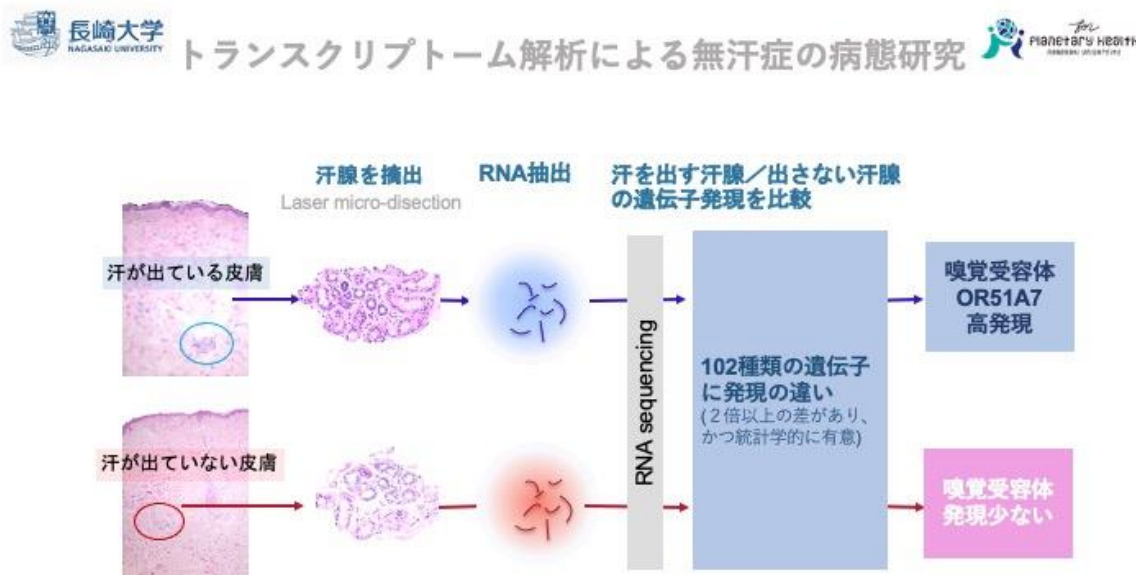 長崎大学
NAGASAKI UNIVERSITY
トランスクリプトーム解析による無汗症の病態研究
for
PLANETARY HEALTH
NAGASAKI UNIVERSITY
汗腺を摘出
Laser micro-disection
RNA抽出
汗を出す汗腺／出さない汗腺
の遺伝子発現を比較
汗が出ている皮膚
汗が出ていない皮膚
RNA sequencing
102種類の遺伝子
に発現の違い
(２倍以上の差があり、
かつ統計学的に有意)
嗅覚受容体
OR51A7
高発現
嗅覚受容体
発現少ない